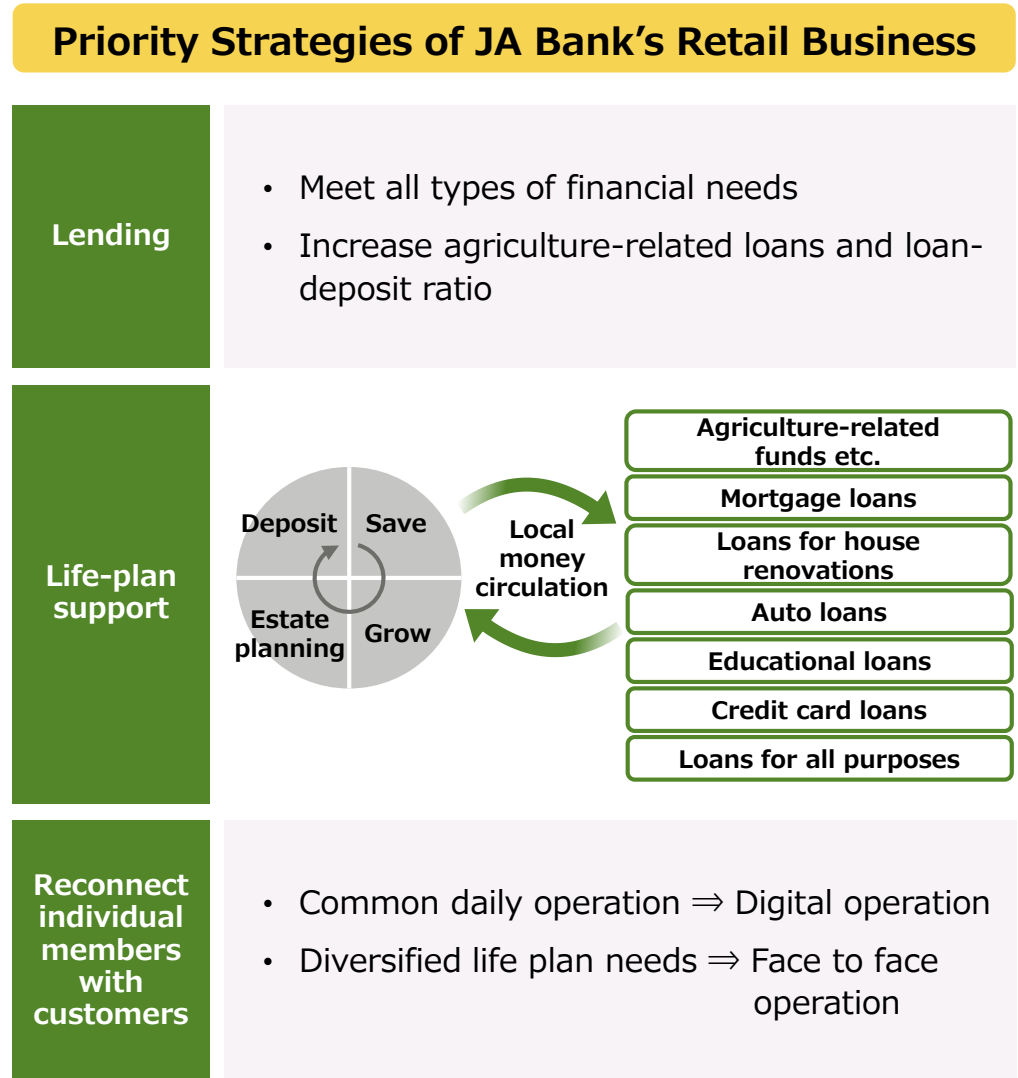 Priority Strategies of JA Bank’s Retail Business
Lending
• Meet all types of financial needs
• Increase agriculture-related loans and loan-
deposit ratio
Life-plan
support
Deposit
Save
Estate
planning
Grow
Local
money
circulation
Agriculture-related
funds etc.
Mortgage loans
Loans for house
renovations
Auto loans
Educational loans
Credit card loans
Loans for all purposes
Reconnect
individual
members
with
customers
• Common daily operation ⇒ Digital operation
• Diversified life plan needs ⇒ Face to face
operation